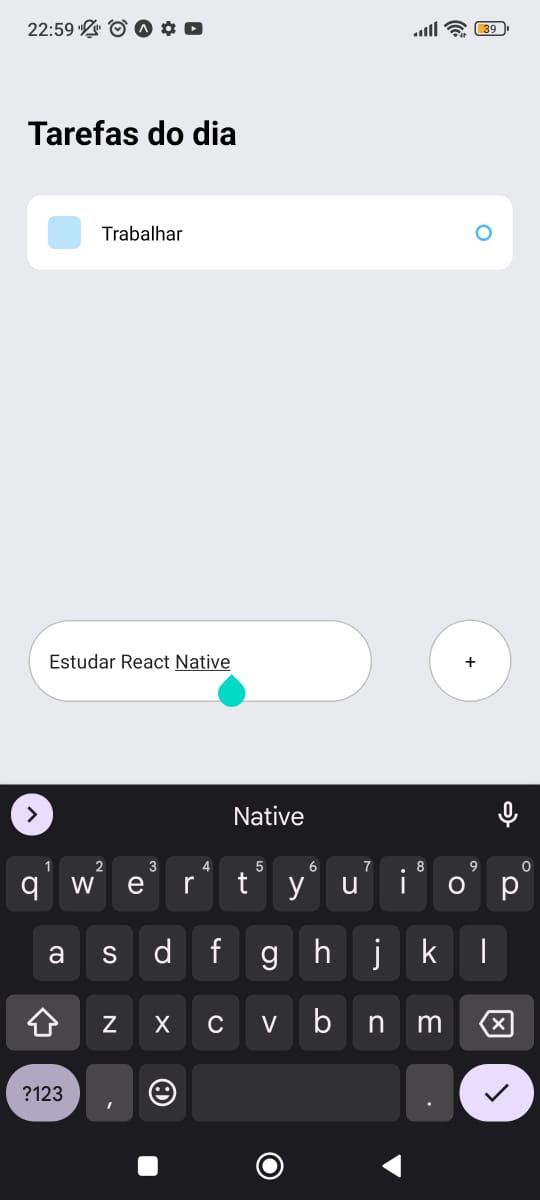 22:59 39
Tarefas do dia
Trabalhar
Estudar React Native +
Native
1 2 3 4 5 6 7 8 9 0
q w e r t y u i o p
a s d f g h j k l
z x c v b n m
?123 , .